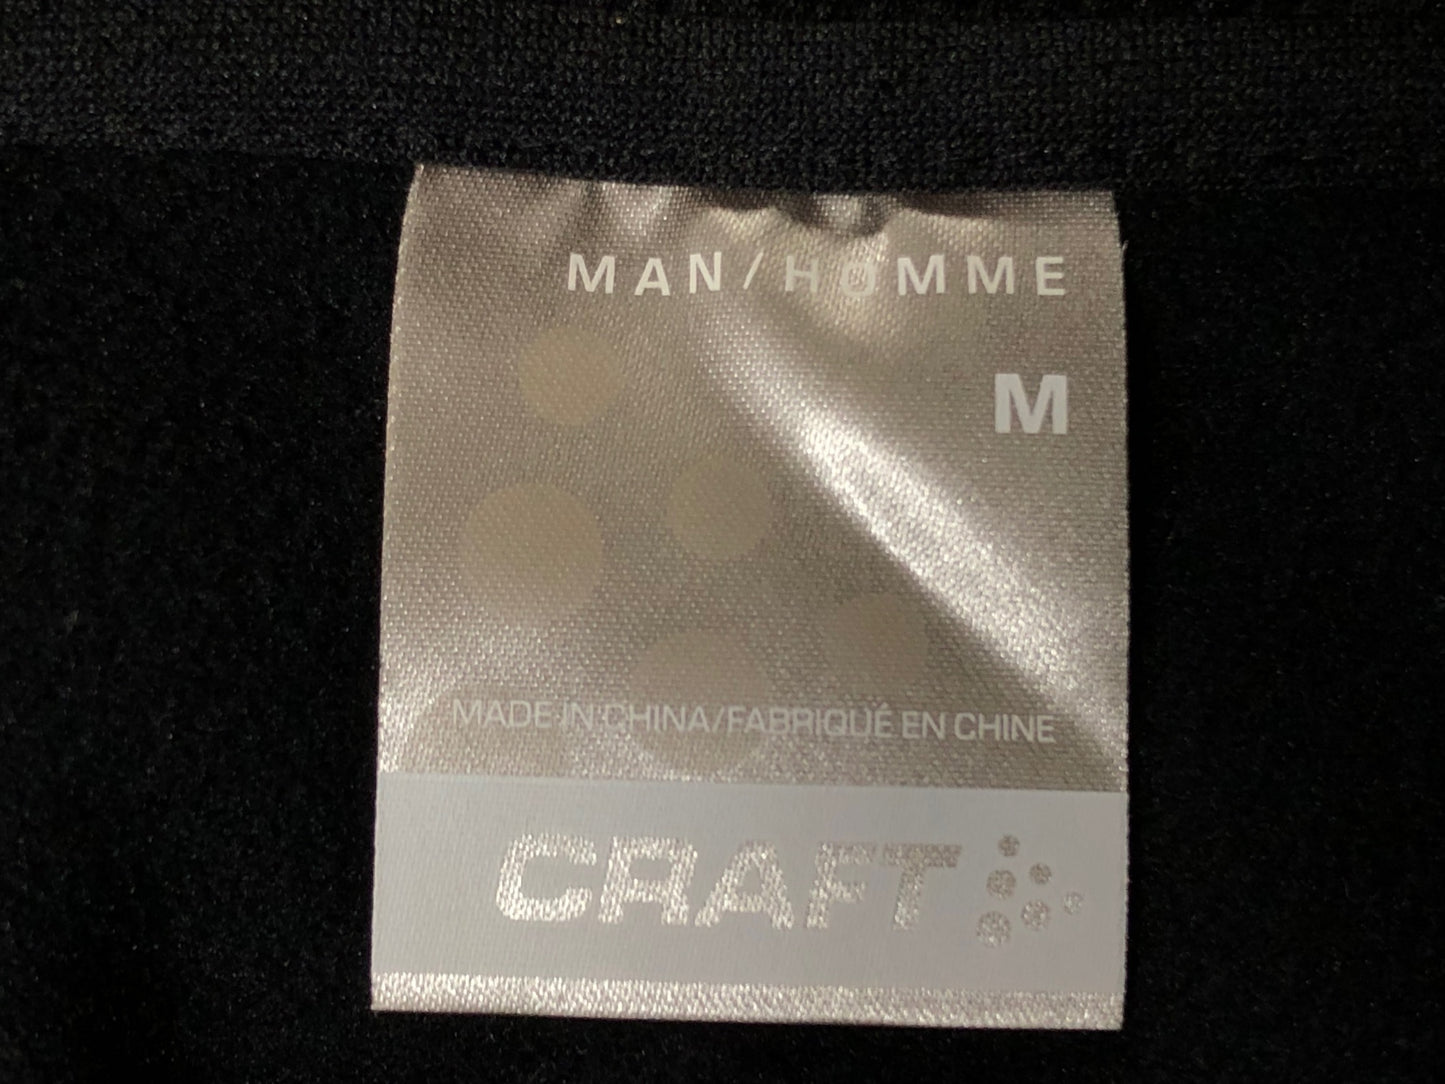 MAN/HOMME
M
MADE IN CHINA/FABRIQUÉ EN CHINE
CRAFT